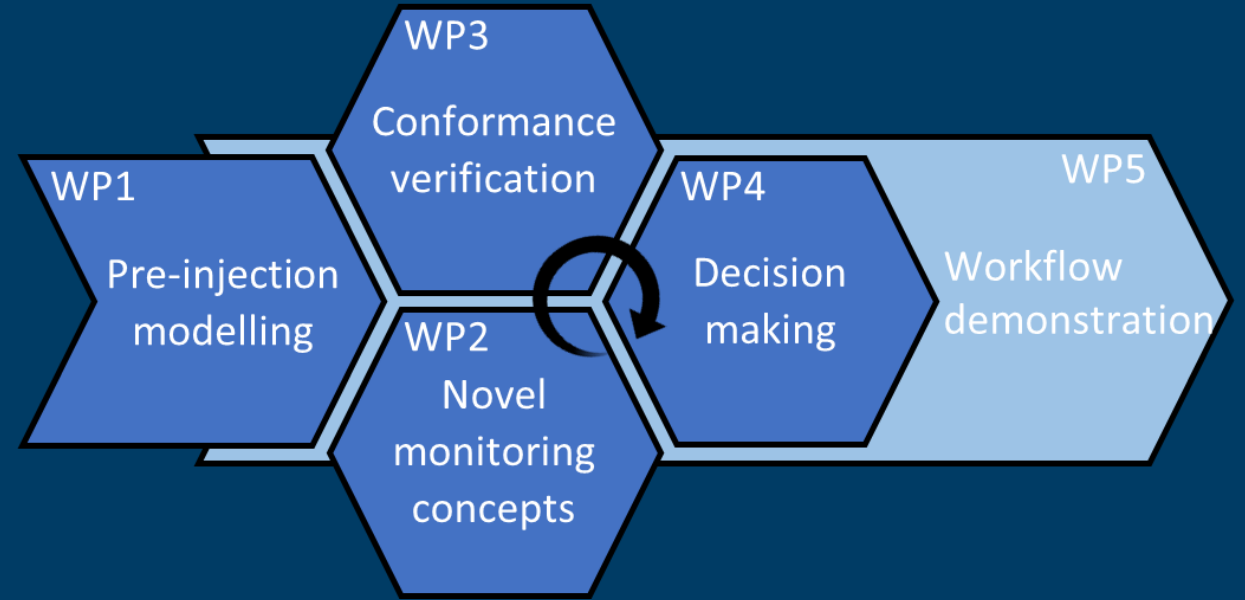 WP1
Pre-injection
modelling
WP3
Conformance
verification
WP2
Novel
monitoring
concepts
WP4
Decision
making
WP5
Workflow
demonstration